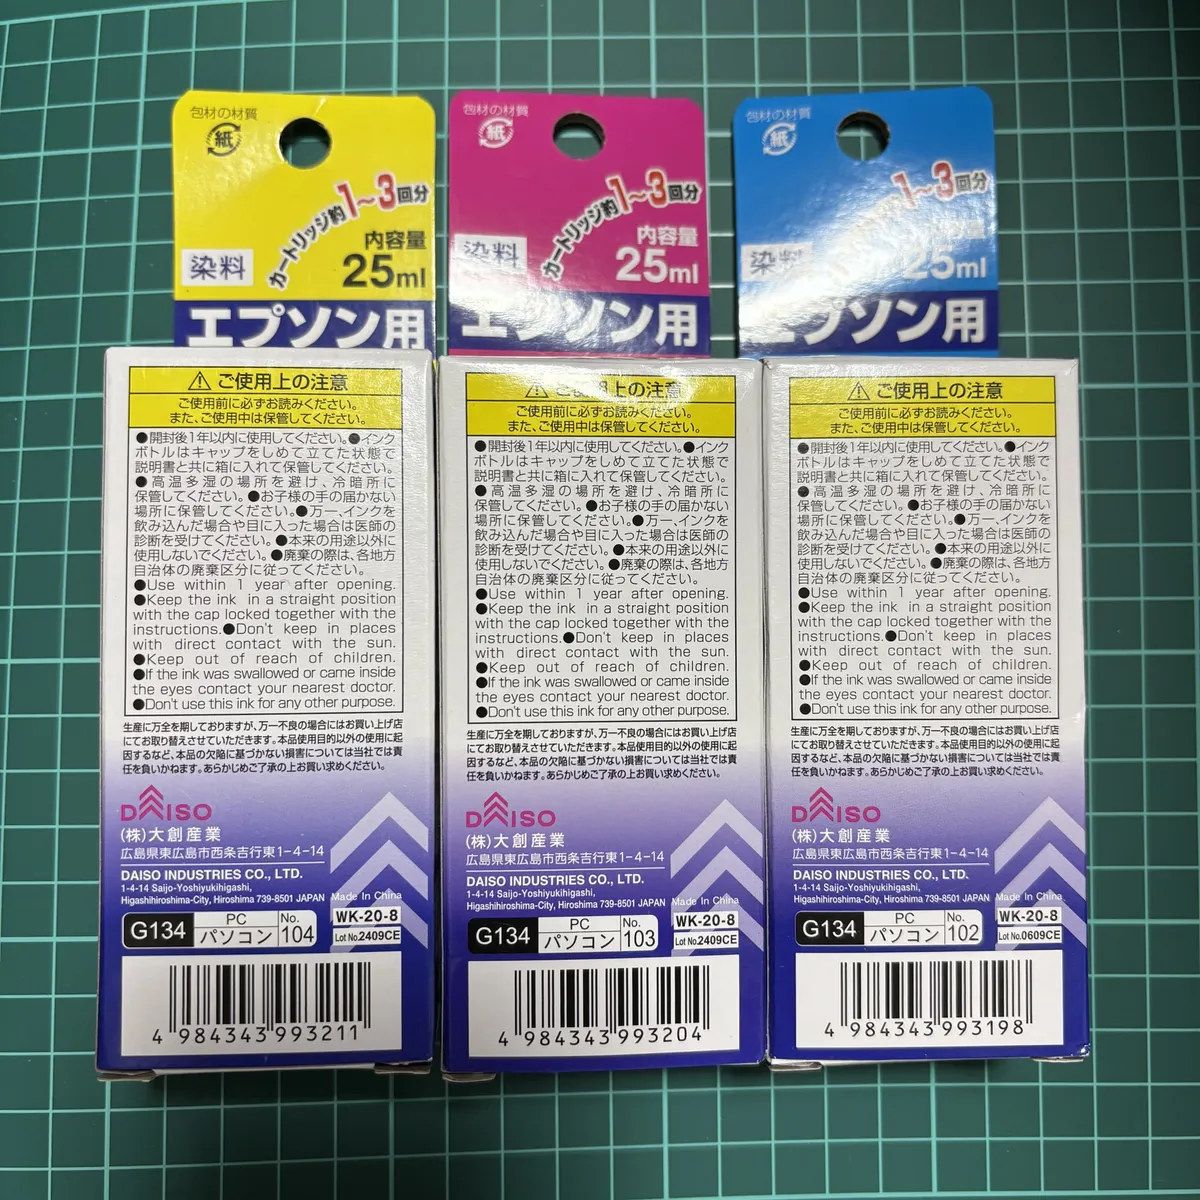 包材の材質
紙
カートリッジ約1～3回分
染料
内容量
25ml
エプソン用
⚠ご使用上の注意
ご使用前に必ずお読みください。
また、ご使用中は保管してください。
●開封後1年以内に使用してください。●インク
ボトルはキャップをしめて立てた状態で
説明書と共に箱に入れて保管してください。
●高温多湿の場所を避け、冷暗所に
保管してください。●お子様の手の届かない
場所に保管してください。●万一、インクを
飲み込んだ場合や目に入った場合は医師の
診断を受けてください。●本来の用途以外に
使用しないでください。●廃棄の際は、各地方
自治体の廃棄区分に従ってください。
●Use within 1 year after opening.
●Keep the ink in a straight position
with the cap locked together with the
instructions.●Don't keep in places
with direct contact with the sun.
●Keep out of reach of children.
●If the ink was swallowed or came inside
the eyes contact your nearest doctor.
●Don't use this ink for any other purpose.
生産に万全を期しておりますが、万一不良の場合にはお買い上げ店
にてお取り替えさせていただきます。本品使用目的以外の使用に起
因するなど、本品の欠陥に基づかない損害については当社では責
任を負いかねます。あらかじめご了承の上お買い求めください。
DAISO
(株)大創産業
広島県東広島市西条吉行東1-4-14
DAISO INDUSTRIES CO., LTD.
1-4-14 Saijo-Yoshiyukihigashi,
Higashihiroshima-City, Hiroshima 739-8501 JAPAN
Made In China
G134
PC
パソコン
No.
104
WK-20-8
Lot No.2409CE
4 984343 993211
包材の材質
紙
カートリッジ約1～3回分
染料
内容量
25ml
エプソン用
⚠ご使用上の注意
ご使用前に必ずお読みください。
また、ご使用中は保管してください。
●開封後1年以内に使用してください。●インク
ボトルはキャップをしめて立てた状態で
説明書と共に箱に入れて保管してください。
●高温多湿の場所を避け、冷暗所に
保管してください。●お子様の手の届かない
場所に保管してください。●万一、インクを
飲み込んだ場合や目に入った場合は医師の
診断を受けてください。●本来の用途以外に
使用しないでください。●廃棄の際は、各地方
自治体の廃棄区分に従ってください。
●Use within 1 year after opening.
●Keep the ink in a straight position
with the cap locked together with the
instructions.●Don't keep in places
with direct contact with the sun.
●Keep out of reach of children.
●If the ink was swallowed or came inside
the eyes contact your nearest doctor.
●Don't use this ink for any other purpose.
生産に万全を期しておりますが、万一不良の場合にはお買い上げ店
にてお取り替えさせていただきます。本品使用目的以外の使用に起
因するなど、本品の欠陥に基づかない損害については当社では責
任を負いかねます。あらかじめご了承の上お買い求めください。
DAISO
(株)大創産業
広島県東広島市西条吉行東1-4-14
DAISO INDUSTRIES CO., LTD.
1-4-14 Saijo-Yoshiyukihigashi,
Higashihiroshima-City, Hiroshima 739-8501 JAPAN
Made In China
G134
PC
パソコン
No.
103
WK-20-8
Lot No.2409CE
4 984343 993204
包材の材質
紙
1～3回分
染料
25ml
エプソン用
⚠ご使用上の注意
ご使用前に必ずお読みください。
また、ご使用中は保管してください。
●開封後1年以内に使用してください。●インク
ボトルはキャップをしめて立てた状態で
説明書と共に箱に入れて保管してください。
●高温多湿の場所を避け、冷暗所に
保管してください。●お子様の手の届かない
場所に保管してください。●万一、インクを
飲み込んだ場合や目に入った場合は医師の
診断を受けてください。●本来の用途以外に
使用しないでください。●廃棄の際は、各地方
自治体の廃棄区分に従ってください。
●Use within 1 year after opening.
●Keep the ink in a straight position
with the cap locked together with the
instructions.●Don't keep in places
with direct contact with the sun.
●Keep out of reach of children.
●If the ink was swallowed or came inside
the eyes contact your nearest doctor.
●Don't use this ink for any other purpose.
生産に万全を期しておりますが、万一不良の場合にはお買い上げ店
にてお取り替えさせていただきます。本品使用目的以外の使用に起
因するなど、本品の欠陥に基づかない損害については当社では責
任を負いかねます。あらかじめご了承の上お買い求めください。
DAISO
(株)大創産業
広島県東広島市西条吉行東1-4-14
DAISO INDUSTRIES CO., LTD.
1-4-14 Saijo-Yoshiyukihigashi,
Higashihiroshima-City, Hiroshima 739-8501 JAPAN
Made In China
G134
PC
パソコン
No.
102
WK-20-8
Lot No.0609CE
4 984343 993198